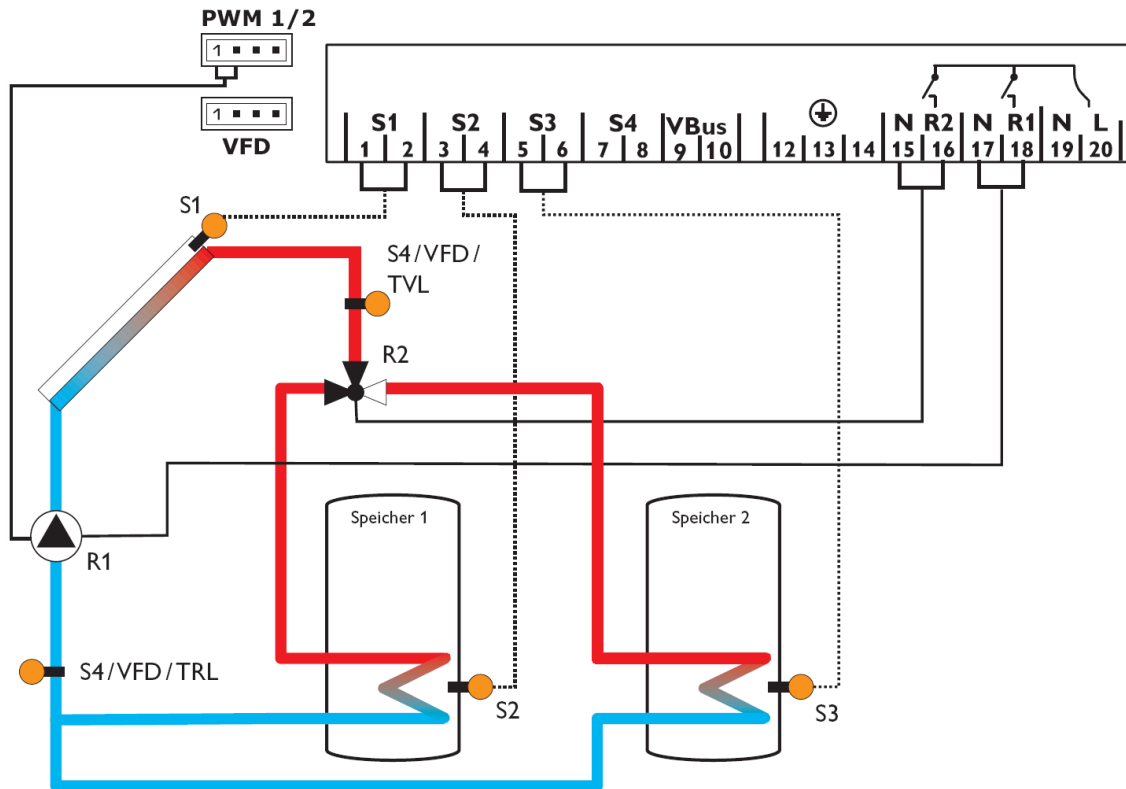 PWM 1/2
1
1
VFD
S1 S2 S3 S4 VBus N R2 N R1 N L
1 2 3 4 5 6 7 8 9 10 12 13 14 15 16 17 18 19 20
S1
S4/VFD/
TVL
R2
Speicher 1
Speicher 2
R1
S4/VFD/TRL
S2
S3